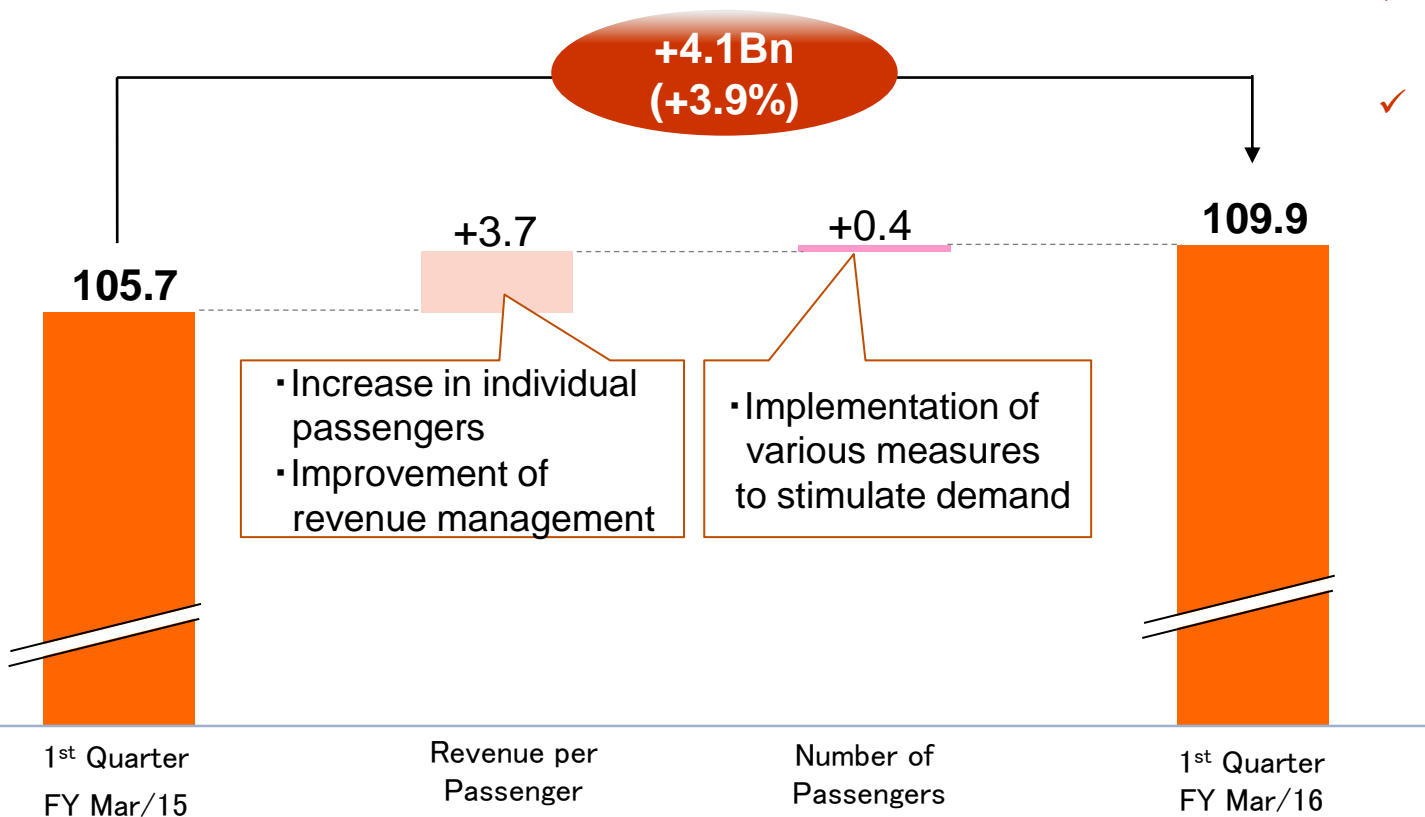 +4.1Bn
(+3.9%)
✓
105.7
+3.7
+0.4
109.9
・Increase in individual
passengers
・Improvement of
revenue management
・Implementation of
various measures
to stimulate demand
1st Quarter
FY Mar/15
Revenue per
Passenger
Number of
Passengers
1st Quarter
FY Mar/16